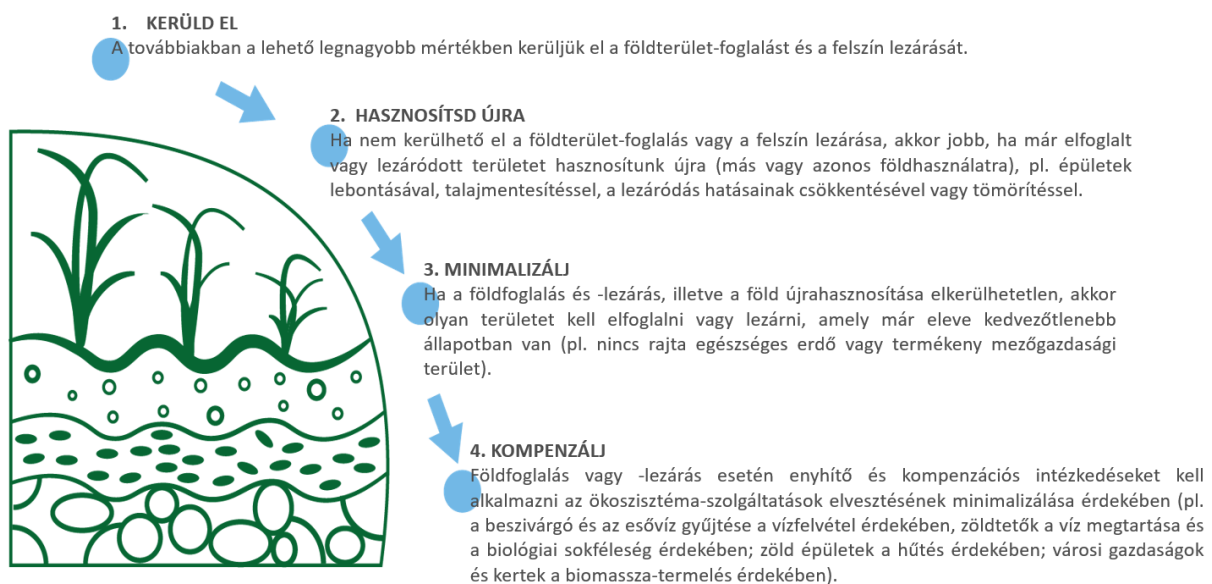 1. KERÜLD EL
A továbbiakban a lehető legnagyobb mértékben kerüljük el a földterület-foglalást és a felszín lezárását.
2. HASZNOSÍTSD ÚJRA
Ha nem kerülhető el a földterület-foglalás vagy a felszín lezárása, akkor jobb, ha már elfoglalt
vagy lezáródott területet hasznosítunk újra (más vagy azonos földhasználatra), pl. épületek
lebontásával, talajmentesítéssel, a lezáródás hatásainak csökkentésével vagy tömörítéssel.
3. MINIMALIZÁLJ
Ha a földfoglalás és -lezárás, illetve a föld újrahasznosítása elkerülhetetlen, akkor
olyan területet kell elfoglalni vagy lezárni, amely már eleve kedvezőtlenebb
állapotban van (pl. nincs rajta egészséges erdő vagy termékeny mezőgazdasági
terület).
4. KOMPENZÁLJ
Földfoglalás vagy -lezárás esetén enyhítő és kompenzációs intézkedéseket kell
alkalmazni az ökoszisztéma-szolgáltatások elvesztésének minimalizálása érdekében (pl.
a beszivárgó és az esővíz gyűjtése a vízfelvétel érdekében, zöldtetők a víz megtartása és
a biológiai sokféleség érdekében; zöld épületek a hűtés érdekében; városi gazdaságok
és kertek a biomassza-termelés érdekében).